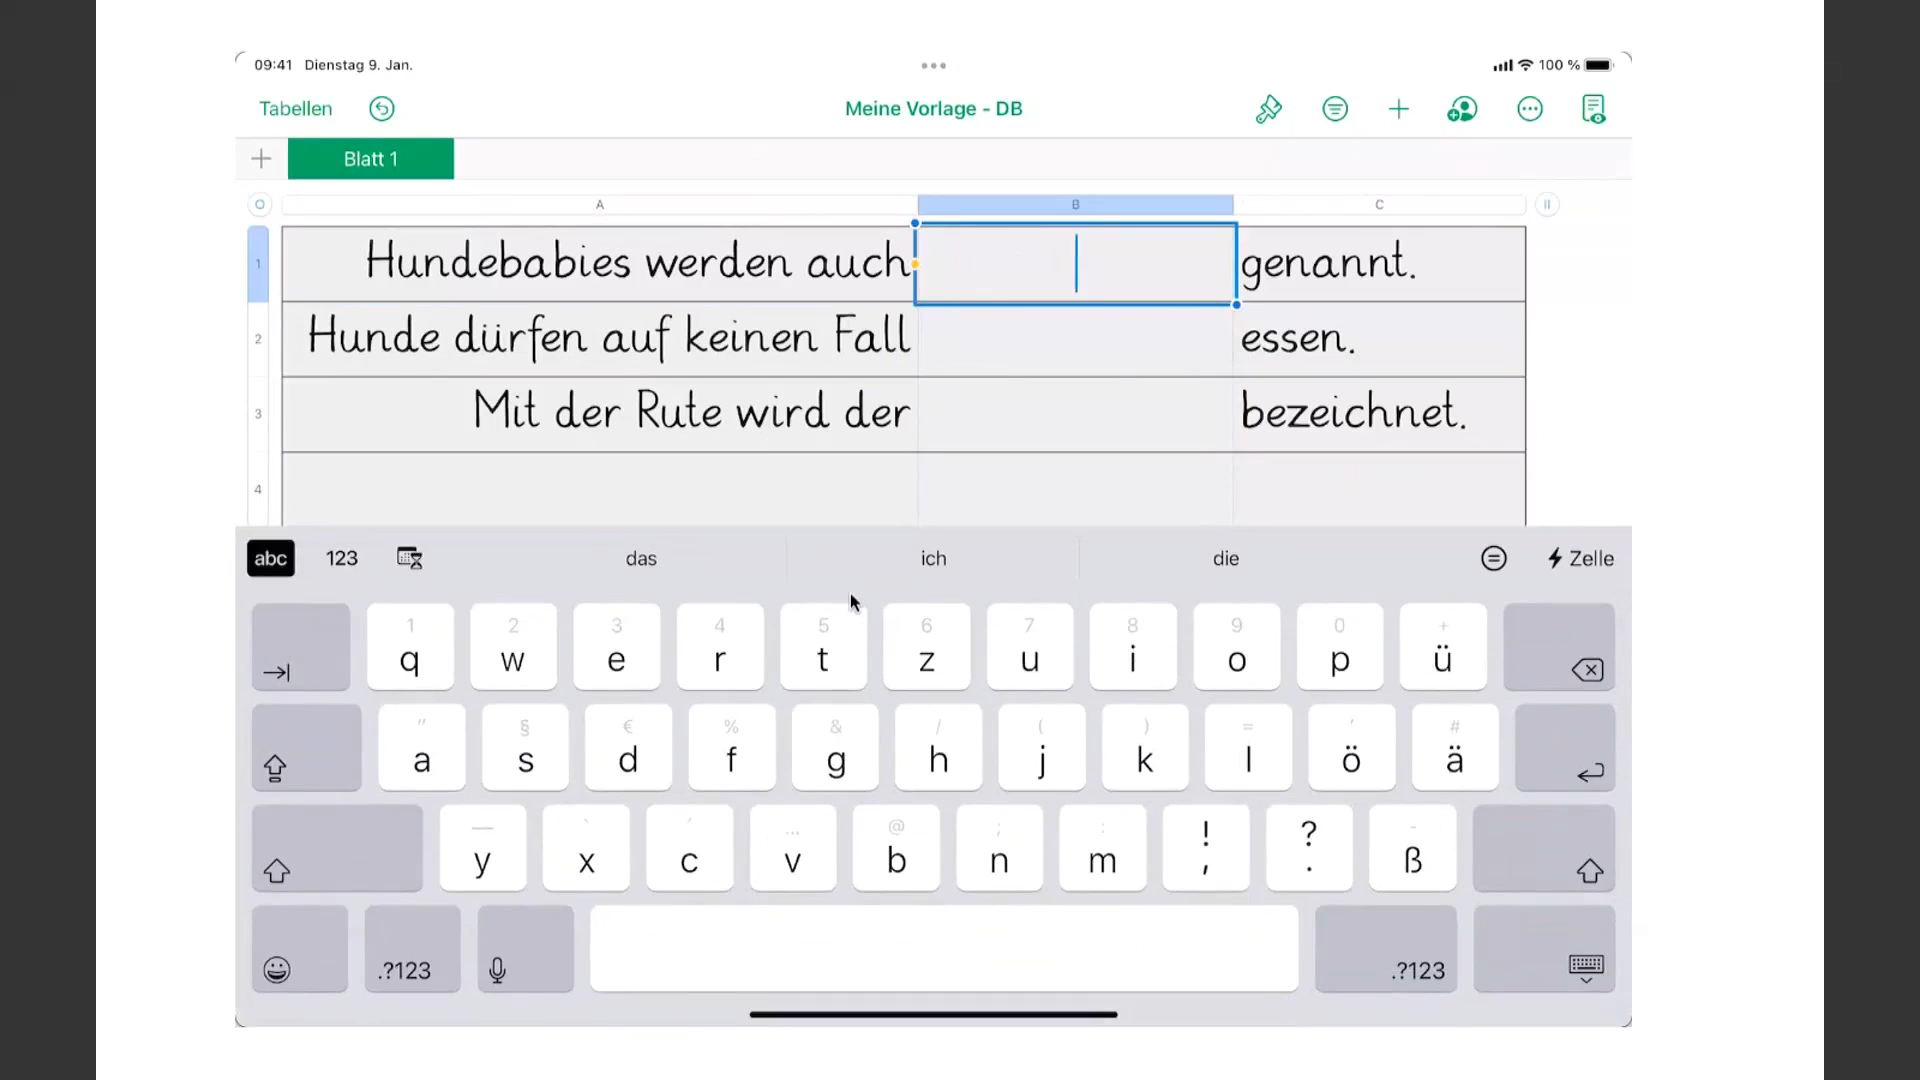 09:41 Dienstag 9. Jan. 100 %
Tabellen Meine Vorlage - DB
Blatt 1
A B C
1 Hundebabies werden auch genannt.
2 Hunde dürfen auf keinen Fall essen.
3 Mit der Rute wird der bezeichnet.
4
abc 123 das ich die Zelle
1 2 3 4 5 6 7 8 9 0 +
q w e r t z u i o p ü
" § € % & / ( ) = ' #
a s d f g h j k l ö ä
— ` ´ ... @ ; : ! ? -
y x c v b n m , . ß
.?123 .?123